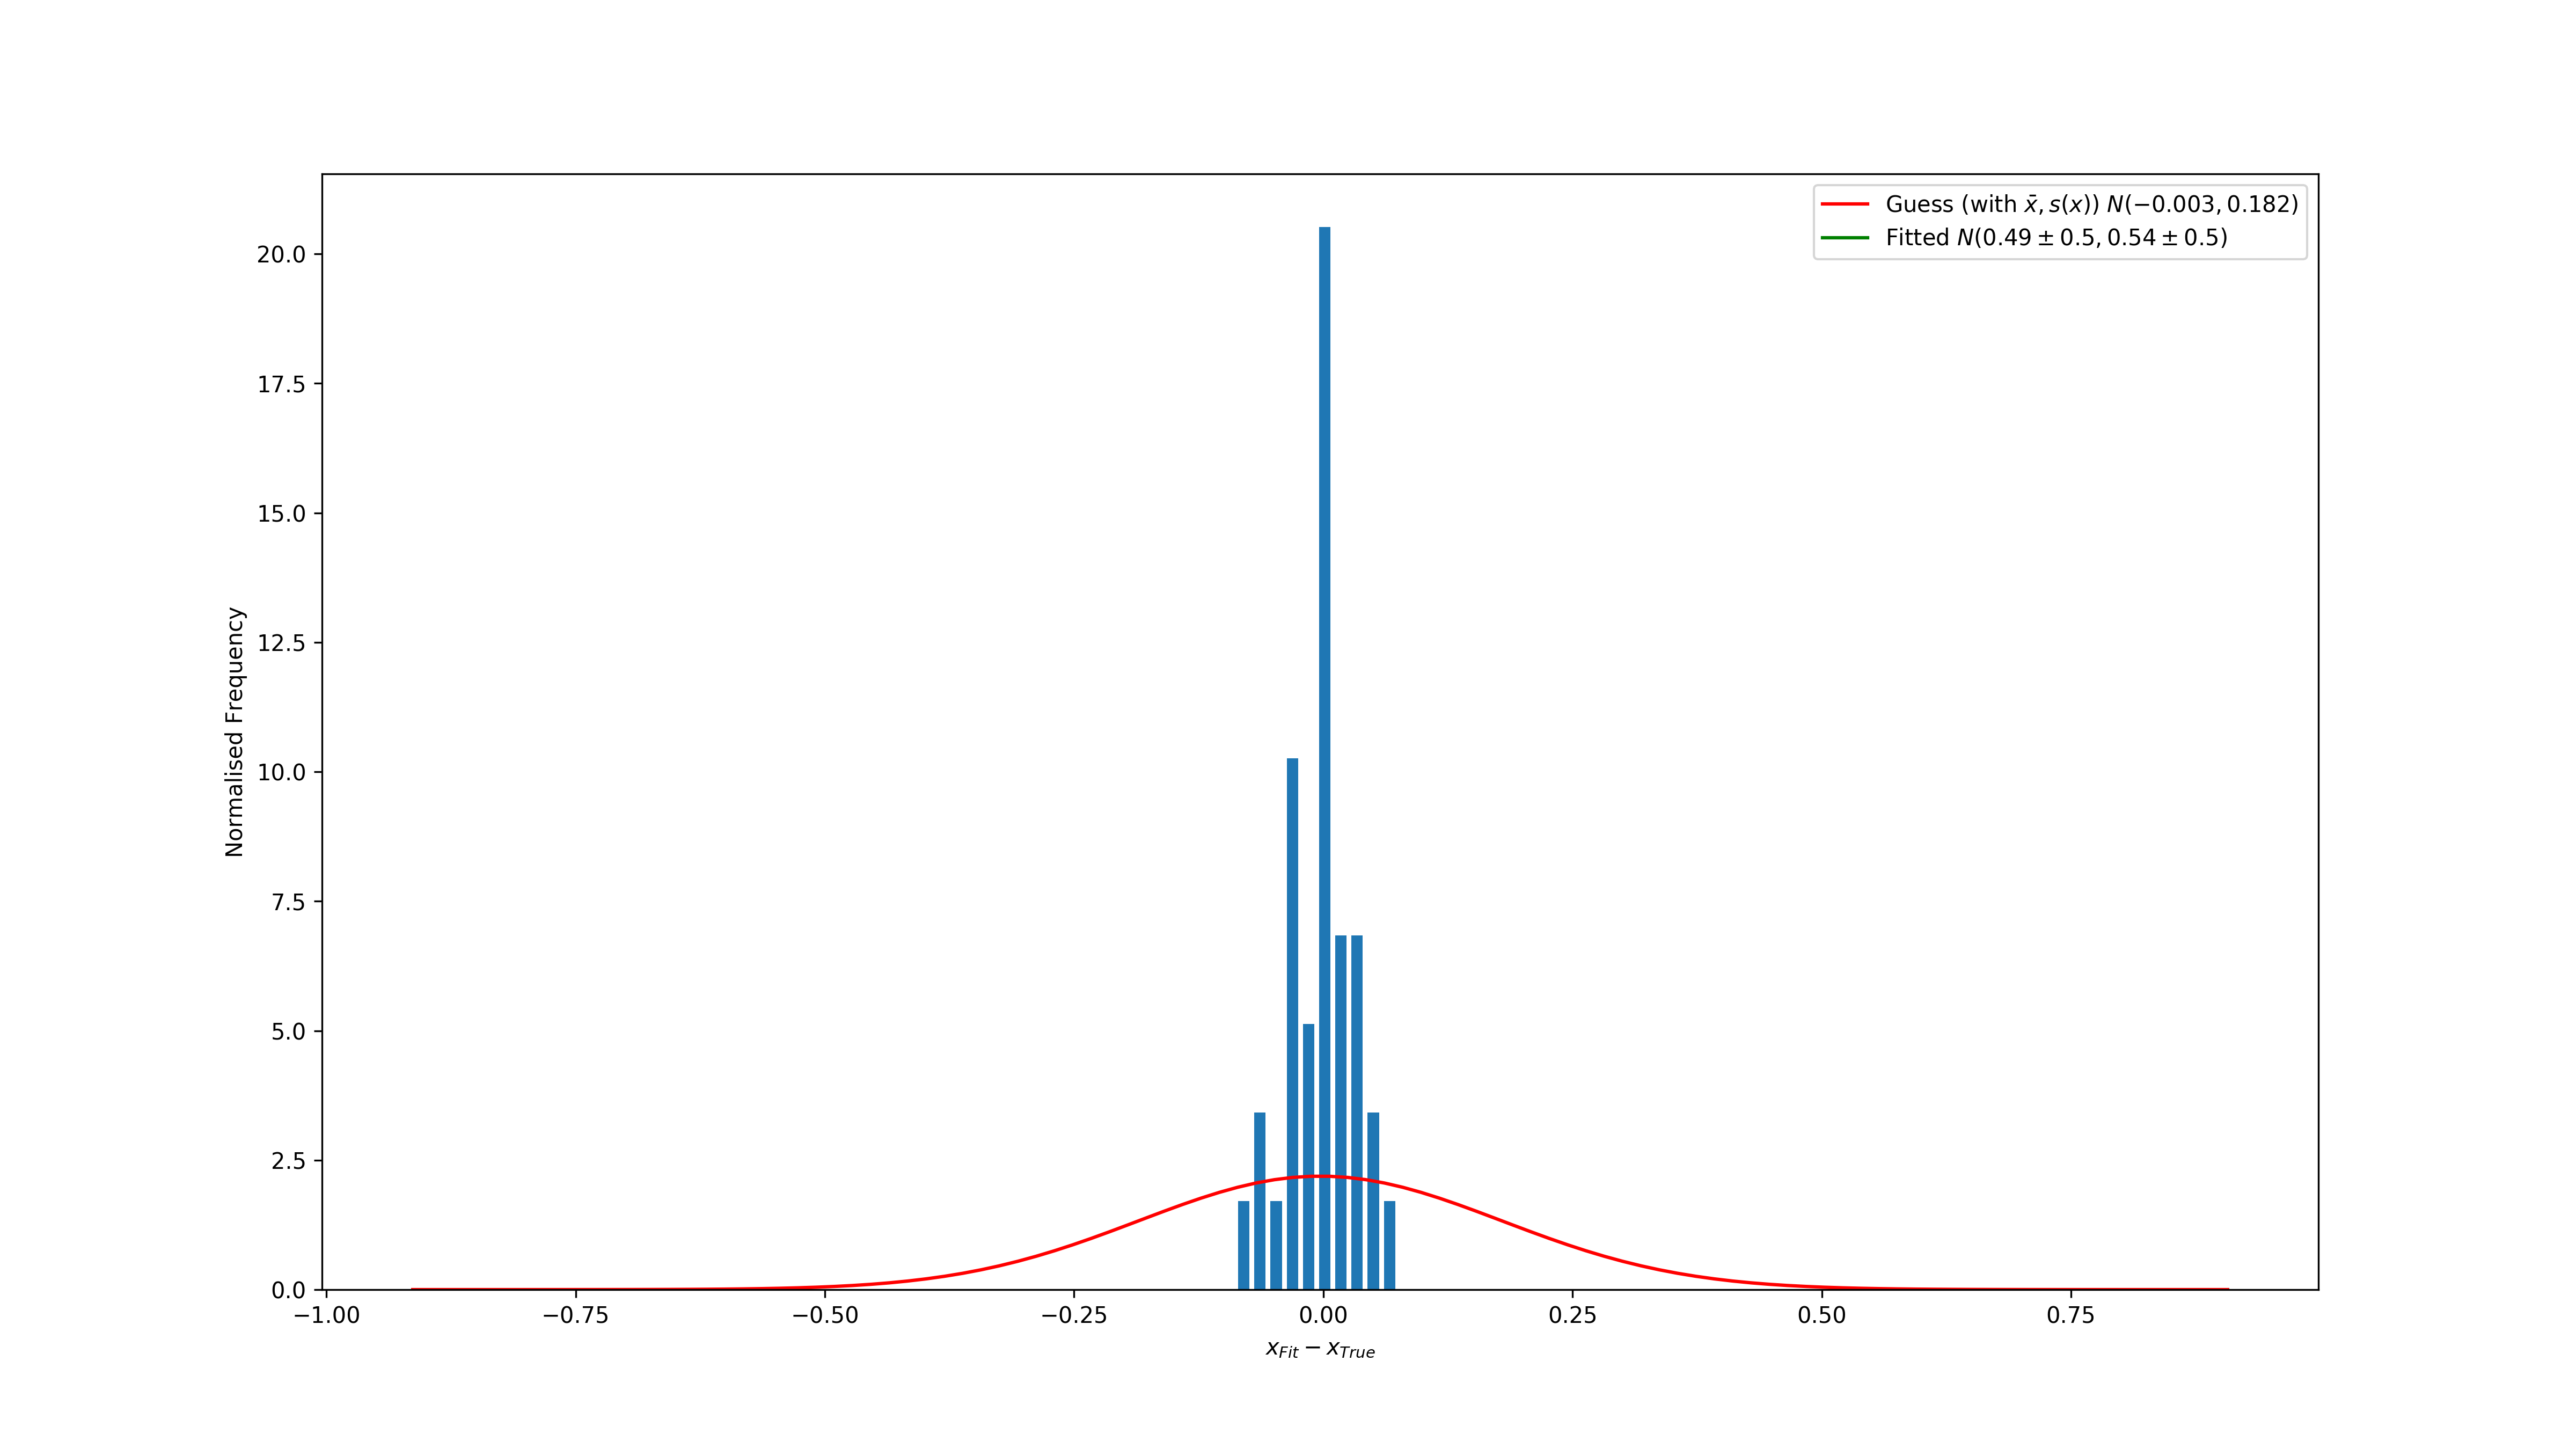 Guess (with x̄, s(x)) N(−0.003, 0.182)
Fitted N(0.49 ± 0.5, 0.54 ± 0.5)
Normalised Frequency
20.0
17.5
15.0
12.5
10.0
7.5
5.0
2.5
0.0
−1.00 −0.75 −0.50 −0.25 0.00 0.25 0.50 0.75
x_Fit − x_True